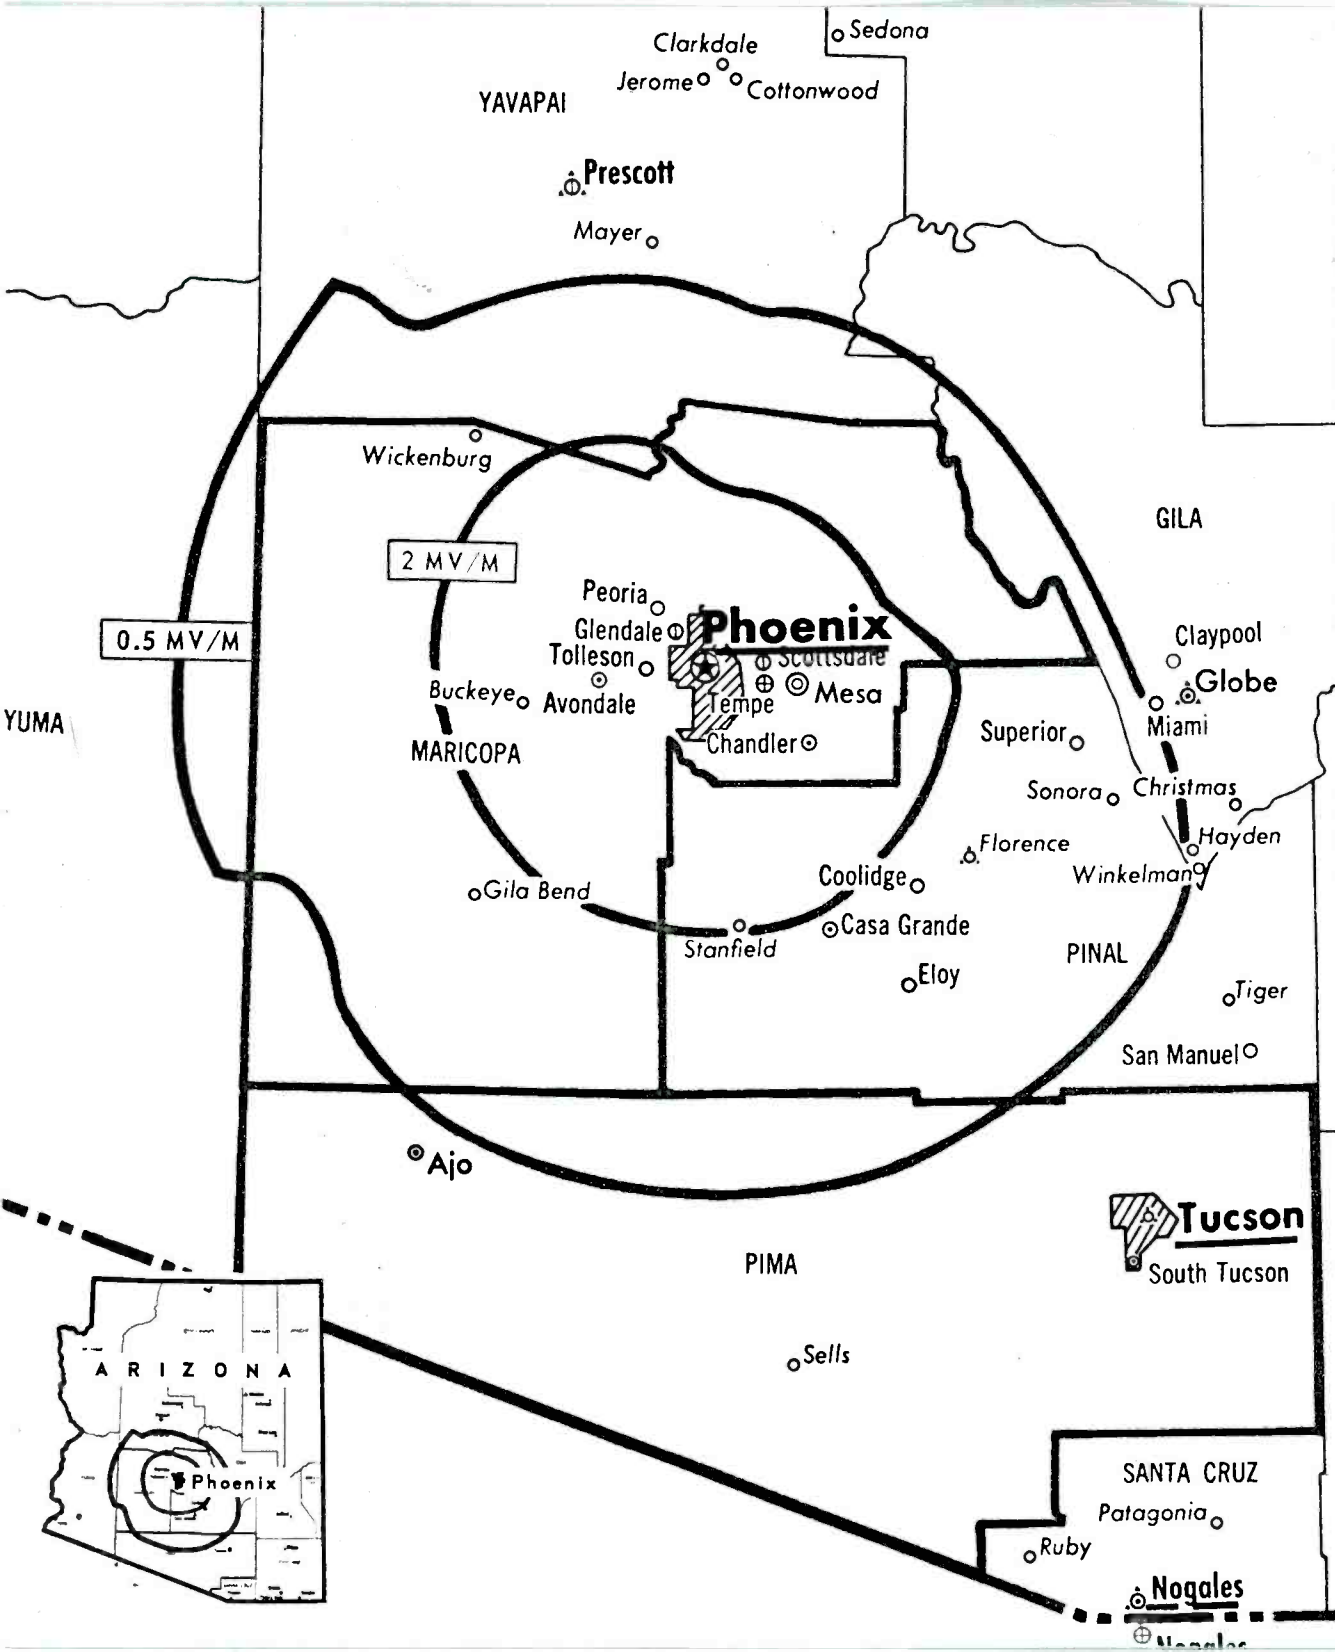 Sedona
Clarkdale
Jerome
Cottonwood
YAVAPAI
Prescott
Mayer
Wickenburg
GILA
2 MV/M
Peoria
Phoenix
Glendale
0.5 MV/M
Claypool
Tolleson
Scottsdale
Globe
Buckeye
Avondale
Tempe
Mesa
YUMA
Miami
Superior
MARICOPA
Chandler
Sonora
Christmas
Hayden
Florence
Winkelman
Coolidge
Gila Bend
Casa Grande
Stanfield
PINAL
Eloy
Tiger
San Manuel
Ajo
Tucson
PIMA
South Tucson
Sells
ARIZONA
Phoenix
SANTA CRUZ
Patagonia
Ruby
Nogales
Nogales